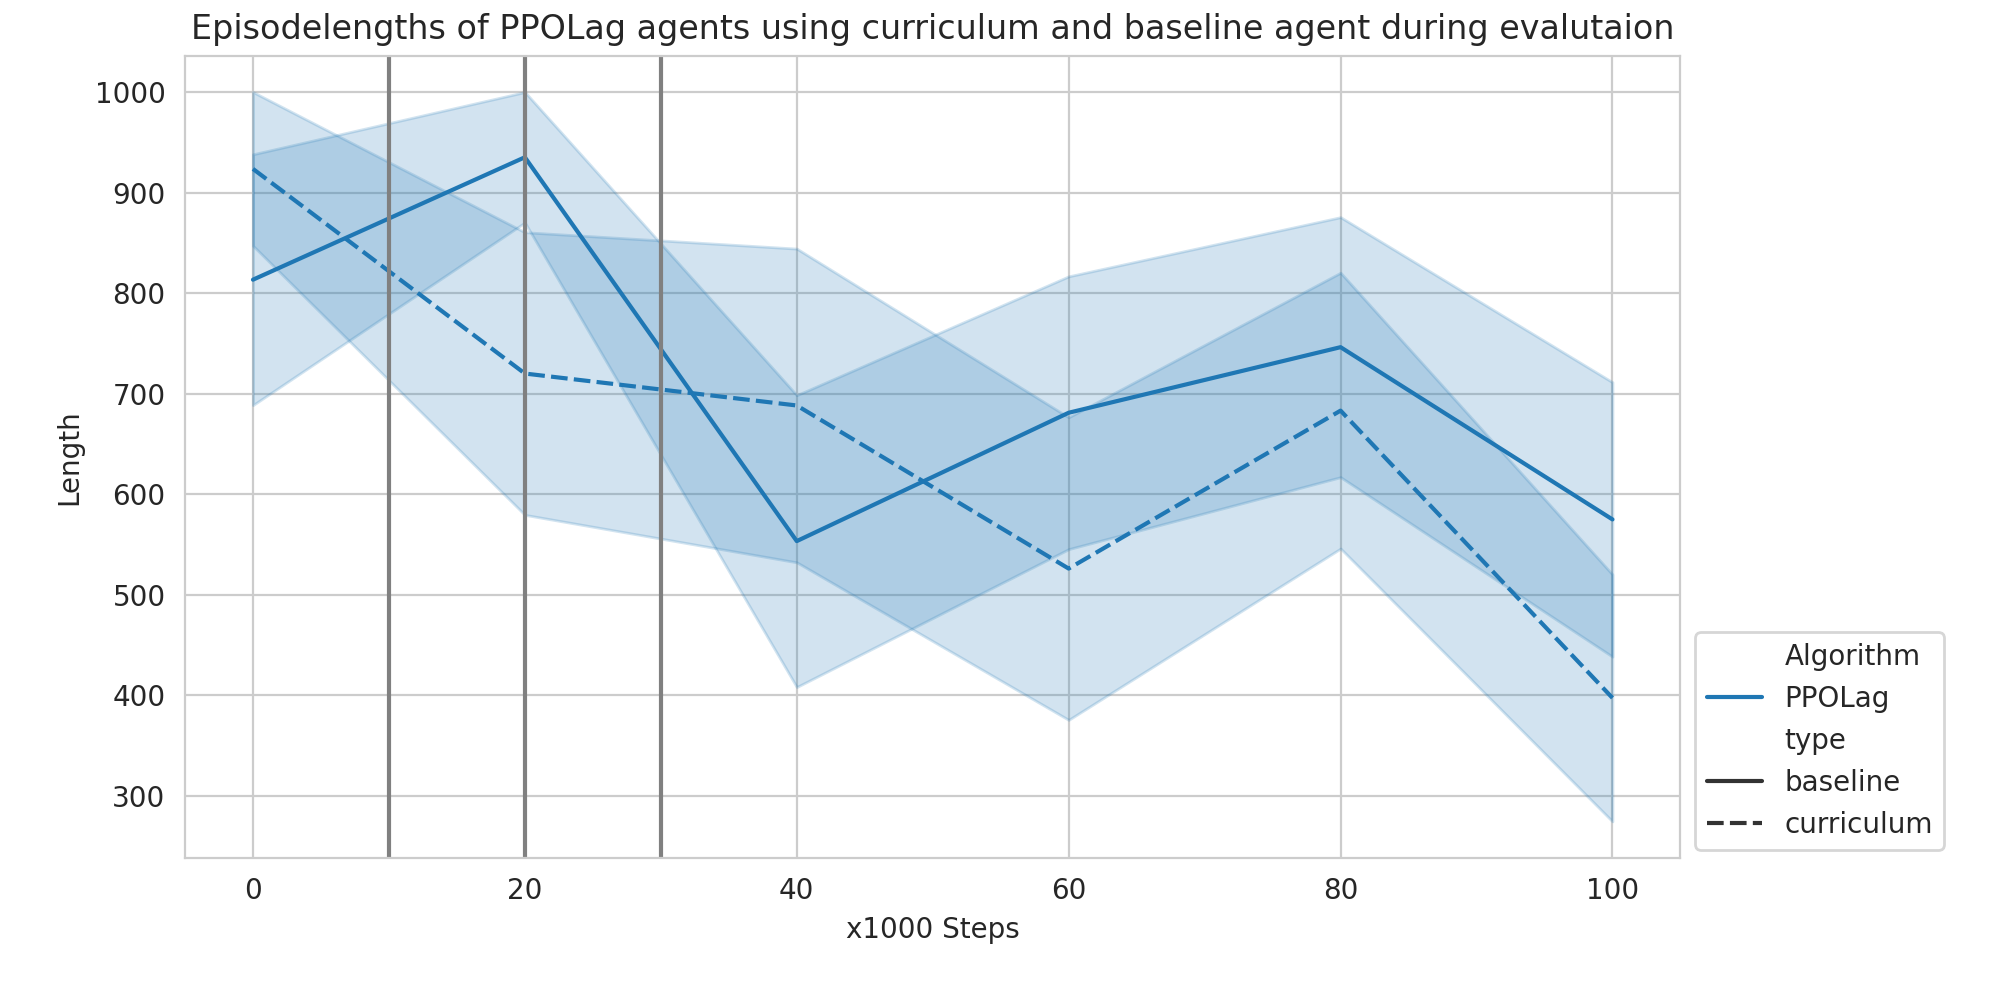 Episodelengths of PPOLag agents using curriculum and baseline agent during evalutaion
1000
900
800
700
600
500
400
300
Length
0 20 40 60 80 100
x1000 Steps
Algorithm
PPOLag
type
baseline
curriculum